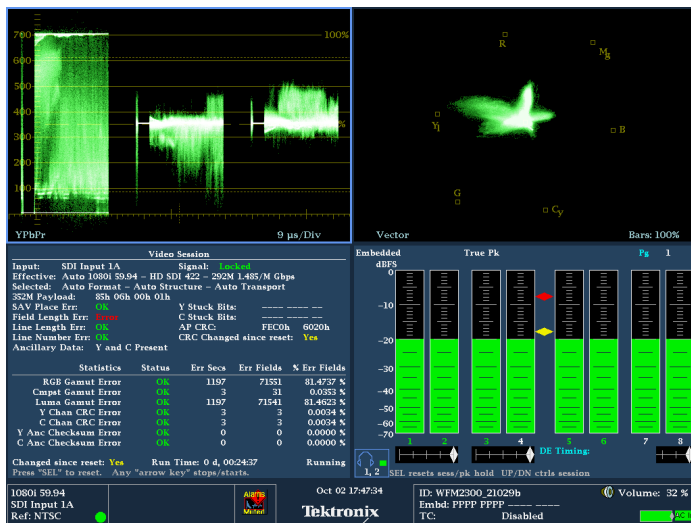 700
100%
600
500
400
300
%
200
100
YPbPr
9 µs/Div
R
Mg
Yl
B
G
Cy
Vector
Bars: 100%
Video Session
Input: SDI Input 1A Signal: Locked
Effective: Auto 1080i 59.94 – HD SDI 422 – 292M 1.485/M Gbps
Selected: Auto Format – Auto Structure – Auto Transport
352M Payload: 85h 06h 00h 01h
SAV Place Err: OK Y Stuck Bits: ---- ---- --
Field Length Err: Error C Stuck Bits: ---- ---- --
Line Length Err: OK AP CRC: FEC0h 6020h
Line Number Err: OK CRC Changed since reset: Yes
Ancillary Data: Y and C Present
Statistics Status Err Secs Err Fields % Err Fields
RGB Gamut Error OK 1197 71551 81.4737 %
Cmpst Gamut Error OK 3 31 0.0353 %
Luma Gamut Error OK 1197 71541 81.4623 %
Y Chan CRC Error OK 3 3 0.0034 %
C Chan CRC Error OK 3 3 0.0034 %
Y Anc Checksum Error OK 0 0 0.0000 %
C Anc Checksum Error OK 0 0 0.0000 %
Changed since reset: Yes Run Time: 0 d, 00:24:37 Running
Press "SEL" to reset. Any "arrow key" stops/starts.
Embedded True Pk Pg 1
dBFS
0
-10
-20
-30
-40
-50
-60
-70
1 2 3 4 5 6 7 8
DE Timing:
1, 2
SEL resets sess/pk hold UP/DN ctrls session
1080i 59.94
SDI Input 1A
Ref: NTSC
Alarms
Muted
Oct 02 17:47:34
Tektronix
ID: WFM2300_21029b
Embd: PPPP PPPP ---- ----
TC: Disabled
Volume: 32 %